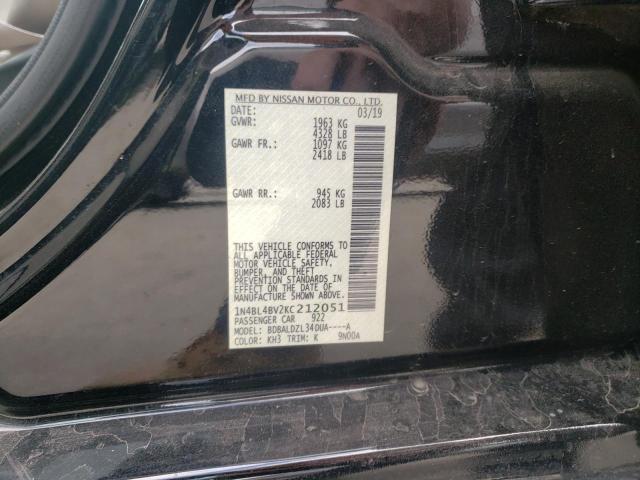 MFD BY NISSAN MOTOR CO., LTD.
DATE: 03/19
GVWR: 1963 KG
4328 LB
GAWR FR.: 1097 KG
2418 LB
GAWR RR.: 945 KG
2083 LB
THIS VEHICLE CONFORMS TO
ALL APPLICABLE FEDERAL
MOTOR VEHICLE SAFETY,
BUMPER, AND THEFT
PREVENTION STANDARDS IN
EFFECT ON THE DATE OF
MANUFACTURE SHOWN ABOVE.
1N4BL4BV2KC212051
PASSENGER CAR 922
MODEL: BDBALDZL34DUA----A
COLOR: KH3 TRIM: K 9N00A